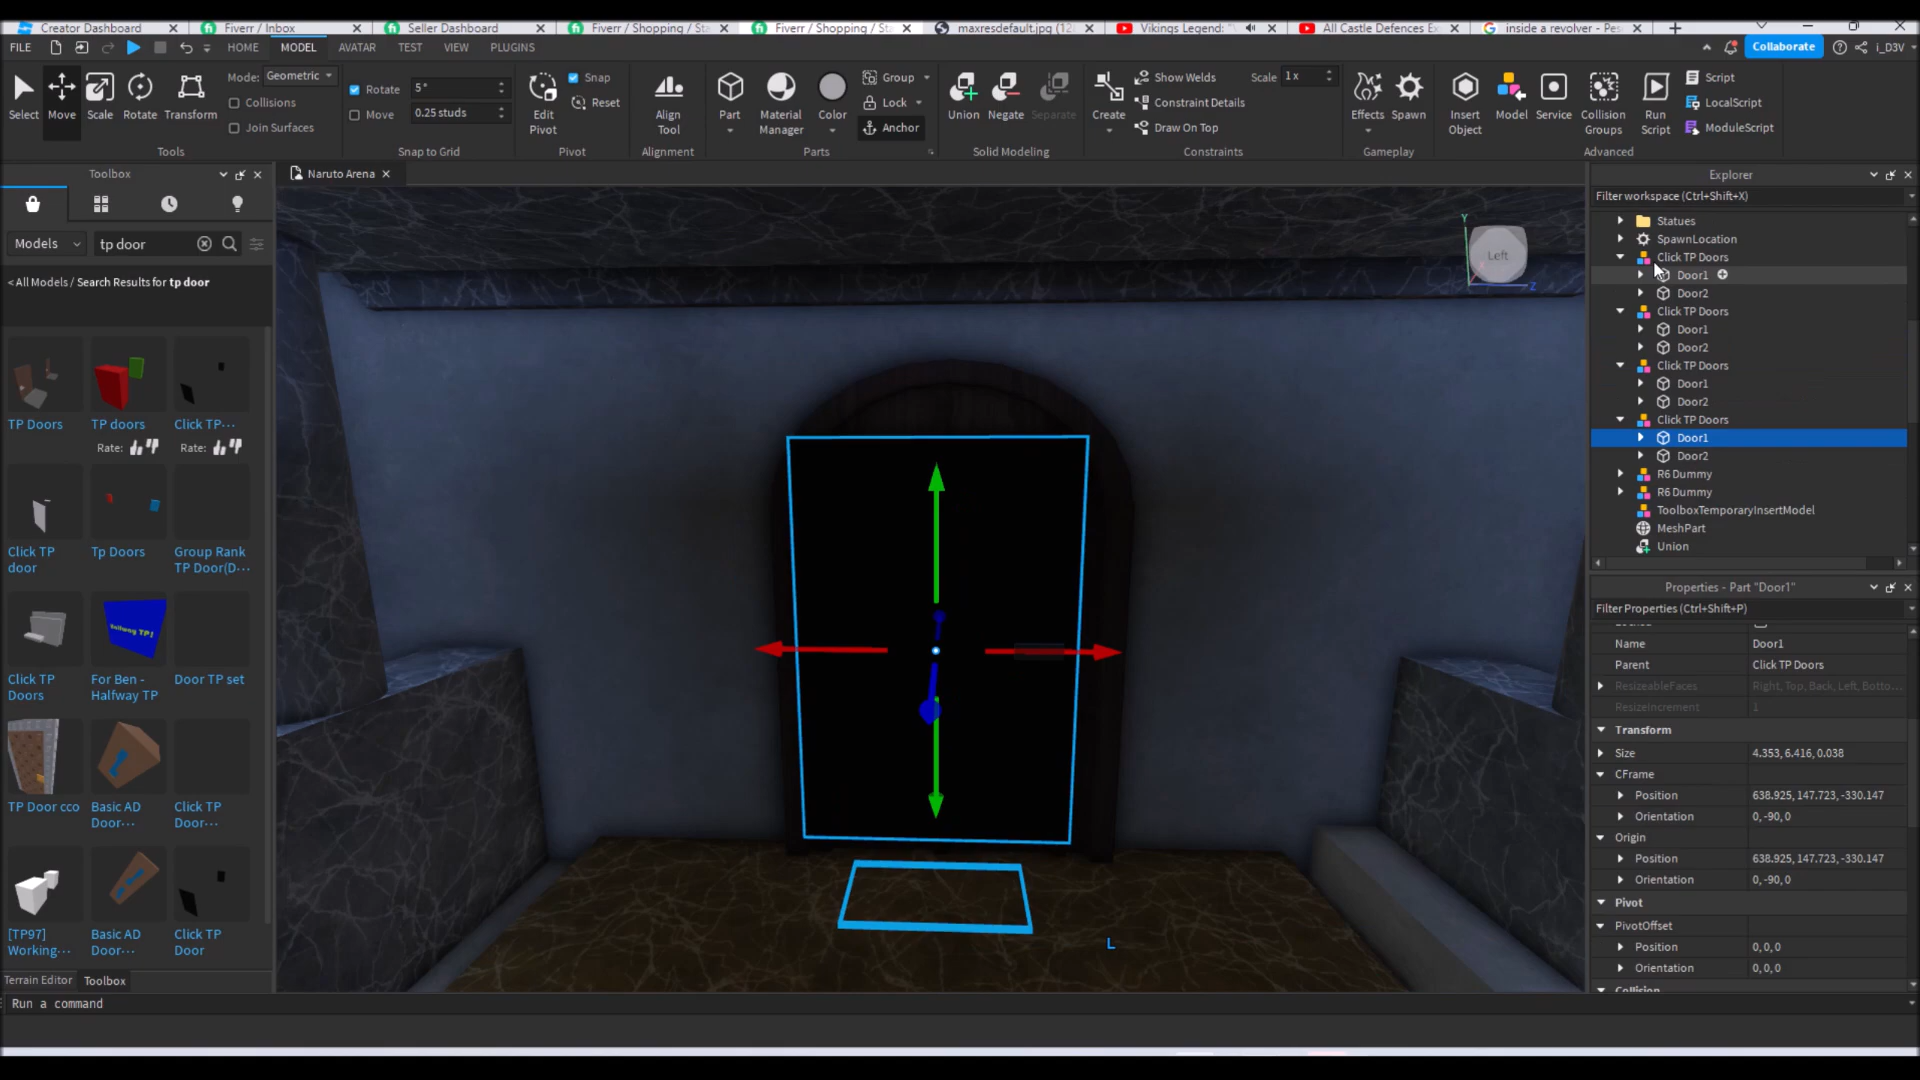 Creator Dashboard
Fiverr / Inbox
Seller Dashboard
Fiverr / Shopping / Sta
Fiverr / Shopping / Sta
maxresdefault.jpg (128
Vikings Legend: "V
All Castle Defences Ex
inside a revolver - Pes
FILE
HOME
MODEL
AVATAR
TEST
VIEW
PLUGINS
Collaborate
i_D3V
Select
Move
Scale
Rotate
Transform
Mode:
Geometric
Collisions
Join Surfaces
Tools
Rotate
5°
Move
0.25 studs
Snap to Grid
Edit
Pivot
Snap
Reset
Pivot
Align
Tool
Alignment
Part
Material
Manager
Color
Group
Lock
Anchor
Parts
Union
Negate
Separate
Solid Modeling
Create
Show Welds
Scale
1 x
Constraint Details
Draw On Top
Constraints
Effects
Spawn
Gameplay
Insert
Object
Model
Service
Collision
Groups
Run
Script
Script
LocalScript
ModuleScript
Advanced
Toolbox
Naruto Arena
Models
tp door
< All Models / Search Results for tp door
TP Doors
TP doors
Click TP···
Rate:
Rate:
Click TP
door
Tp Doors
Group Rank
TP Door(D···
Click TP
Doors
For Ben -
Halfway TP
Door TP set
TP Door cco
Basic AD
Door···
Click TP
Door···
[TP97]
Working···
Basic AD
Door···
Click TP
Door
Halfway TP!
Terrain Editor
Toolbox
Run a command
Left
Y
Z
L
Explorer
Filter workspace (Ctrl+Shift+X)
Statues
SpawnLocation
Click TP Doors
Door1
Door2
Click TP Doors
Door1
Door2
Click TP Doors
Door1
Door2
Click TP Doors
Door1
Door2
R6 Dummy
R6 Dummy
ToolboxTemporaryInsertModel
MeshPart
Union
Properties - Part "Door1"
Filter Properties (Ctrl+Shift+P)
Name
Door1
Parent
Click TP Doors
ResizeableFaces
Right, Top, Back, Left, Botto...
ResizeIncrement
1
Transform
Size
4.353, 6.416, 0.038
CFrame
Position
638.925, 147.723, -330.147
Orientation
0, -90, 0
Origin
Position
638.925, 147.723, -330.147
Orientation
0, -90, 0
Pivot
PivotOffset
Position
0, 0, 0
Orientation
0, 0, 0
Collision